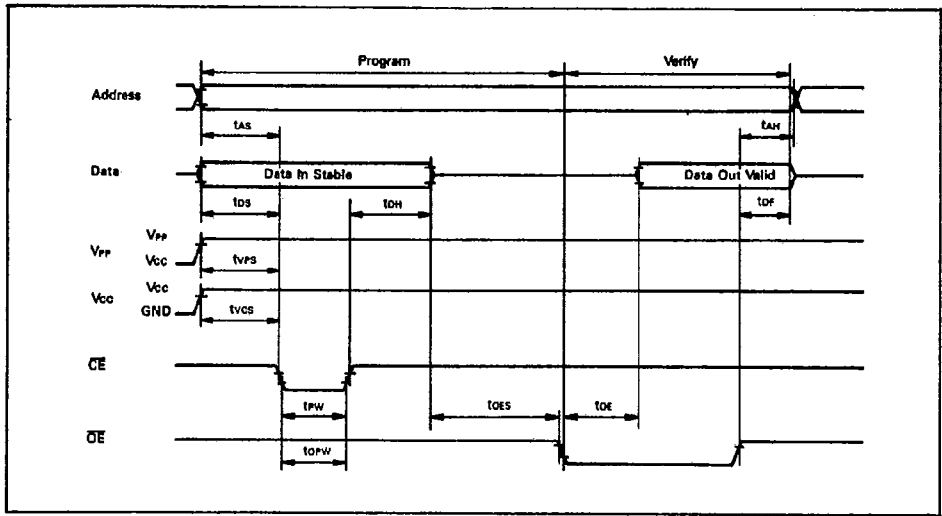 Program Verify
Address
tAS tAH
Data Data In Stable Data Out Valid
tDS tDH tDF
VPP VPP
VCC
tVPS
VCC VCC
GND
tVCS
CE
tPW tOES tOE
OE
tOPW